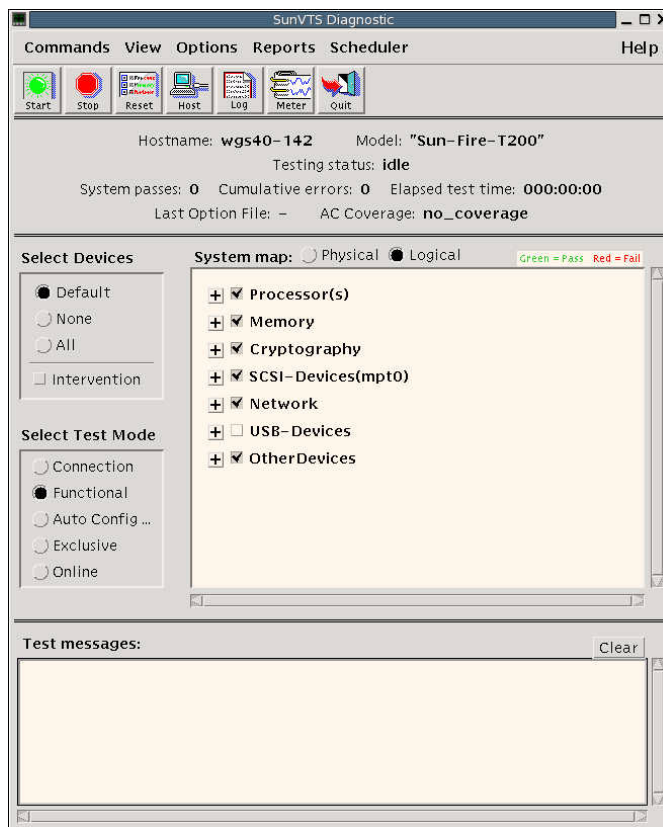 SunVTS Diagnostic
Commands View Options Reports Scheduler Help
Start Stop Reset Host Log Meter Quit
Hostname: wgs40-142 Model: "Sun-Fire-T200"
Testing status: idle
System passes: 0 Cumulative errors: 0 Elapsed test time: 000:00:00
Last Option File: - AC Coverage: no_coverage
Select Devices
Default
None
All
Intervention
Select Test Mode
Connection
Functional
Auto Config ...
Exclusive
Online
System map: Physical Logical Green = Pass Red = Fail
Processor(s)
Memory
Cryptography
SCSI-Devices(mpt0)
Network
USB-Devices
OtherDevices
Test messages: Clear